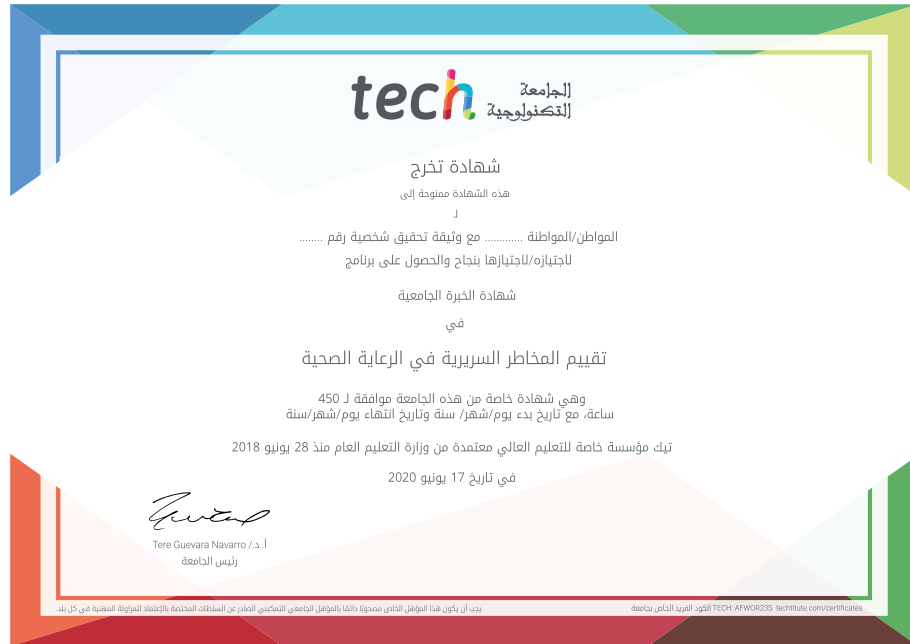 tech الجامعة
التكنولوجية
شهادة تخرج
هذه الشهادة ممنوحة إلى
لـ
المواطن/المواطنة ............ مع وثيقة تحقيق شخصية رقم ........
لاجتيازه/لاجتيازها بنجاح والحصول على برنامج
شهادة الخبرة الجامعية
في
تقييم المخاطر السريرية في الرعاية الصحية
وهي شهادة خاصة من هذه الجامعة موافقة لـ 450
ساعة، مع تاريخ بدء يوم/شهر/ سنة وتاريخ انتهاء يوم/شهر/سنة
تيك مؤسسة خاصة للتعليم العالي معتمدة من وزارة التعليم العام منذ 28 يونيو 2018
في تاريخ 17 يونيو 2020
أ. د./ Tere Guevara Navarro
رئيس الجامعة
يجب أن يكون هذا المؤهل الخاص مصحوبًا دائمًا بالمؤهل الجامعي التمكيني الصادر عن السلطات المختصة بالإعتماد للمزاولة المهنية في كل بلد.
الكود الفريد الخاص بجامعة TECH: AFWOR23S techtitute.com/certificates